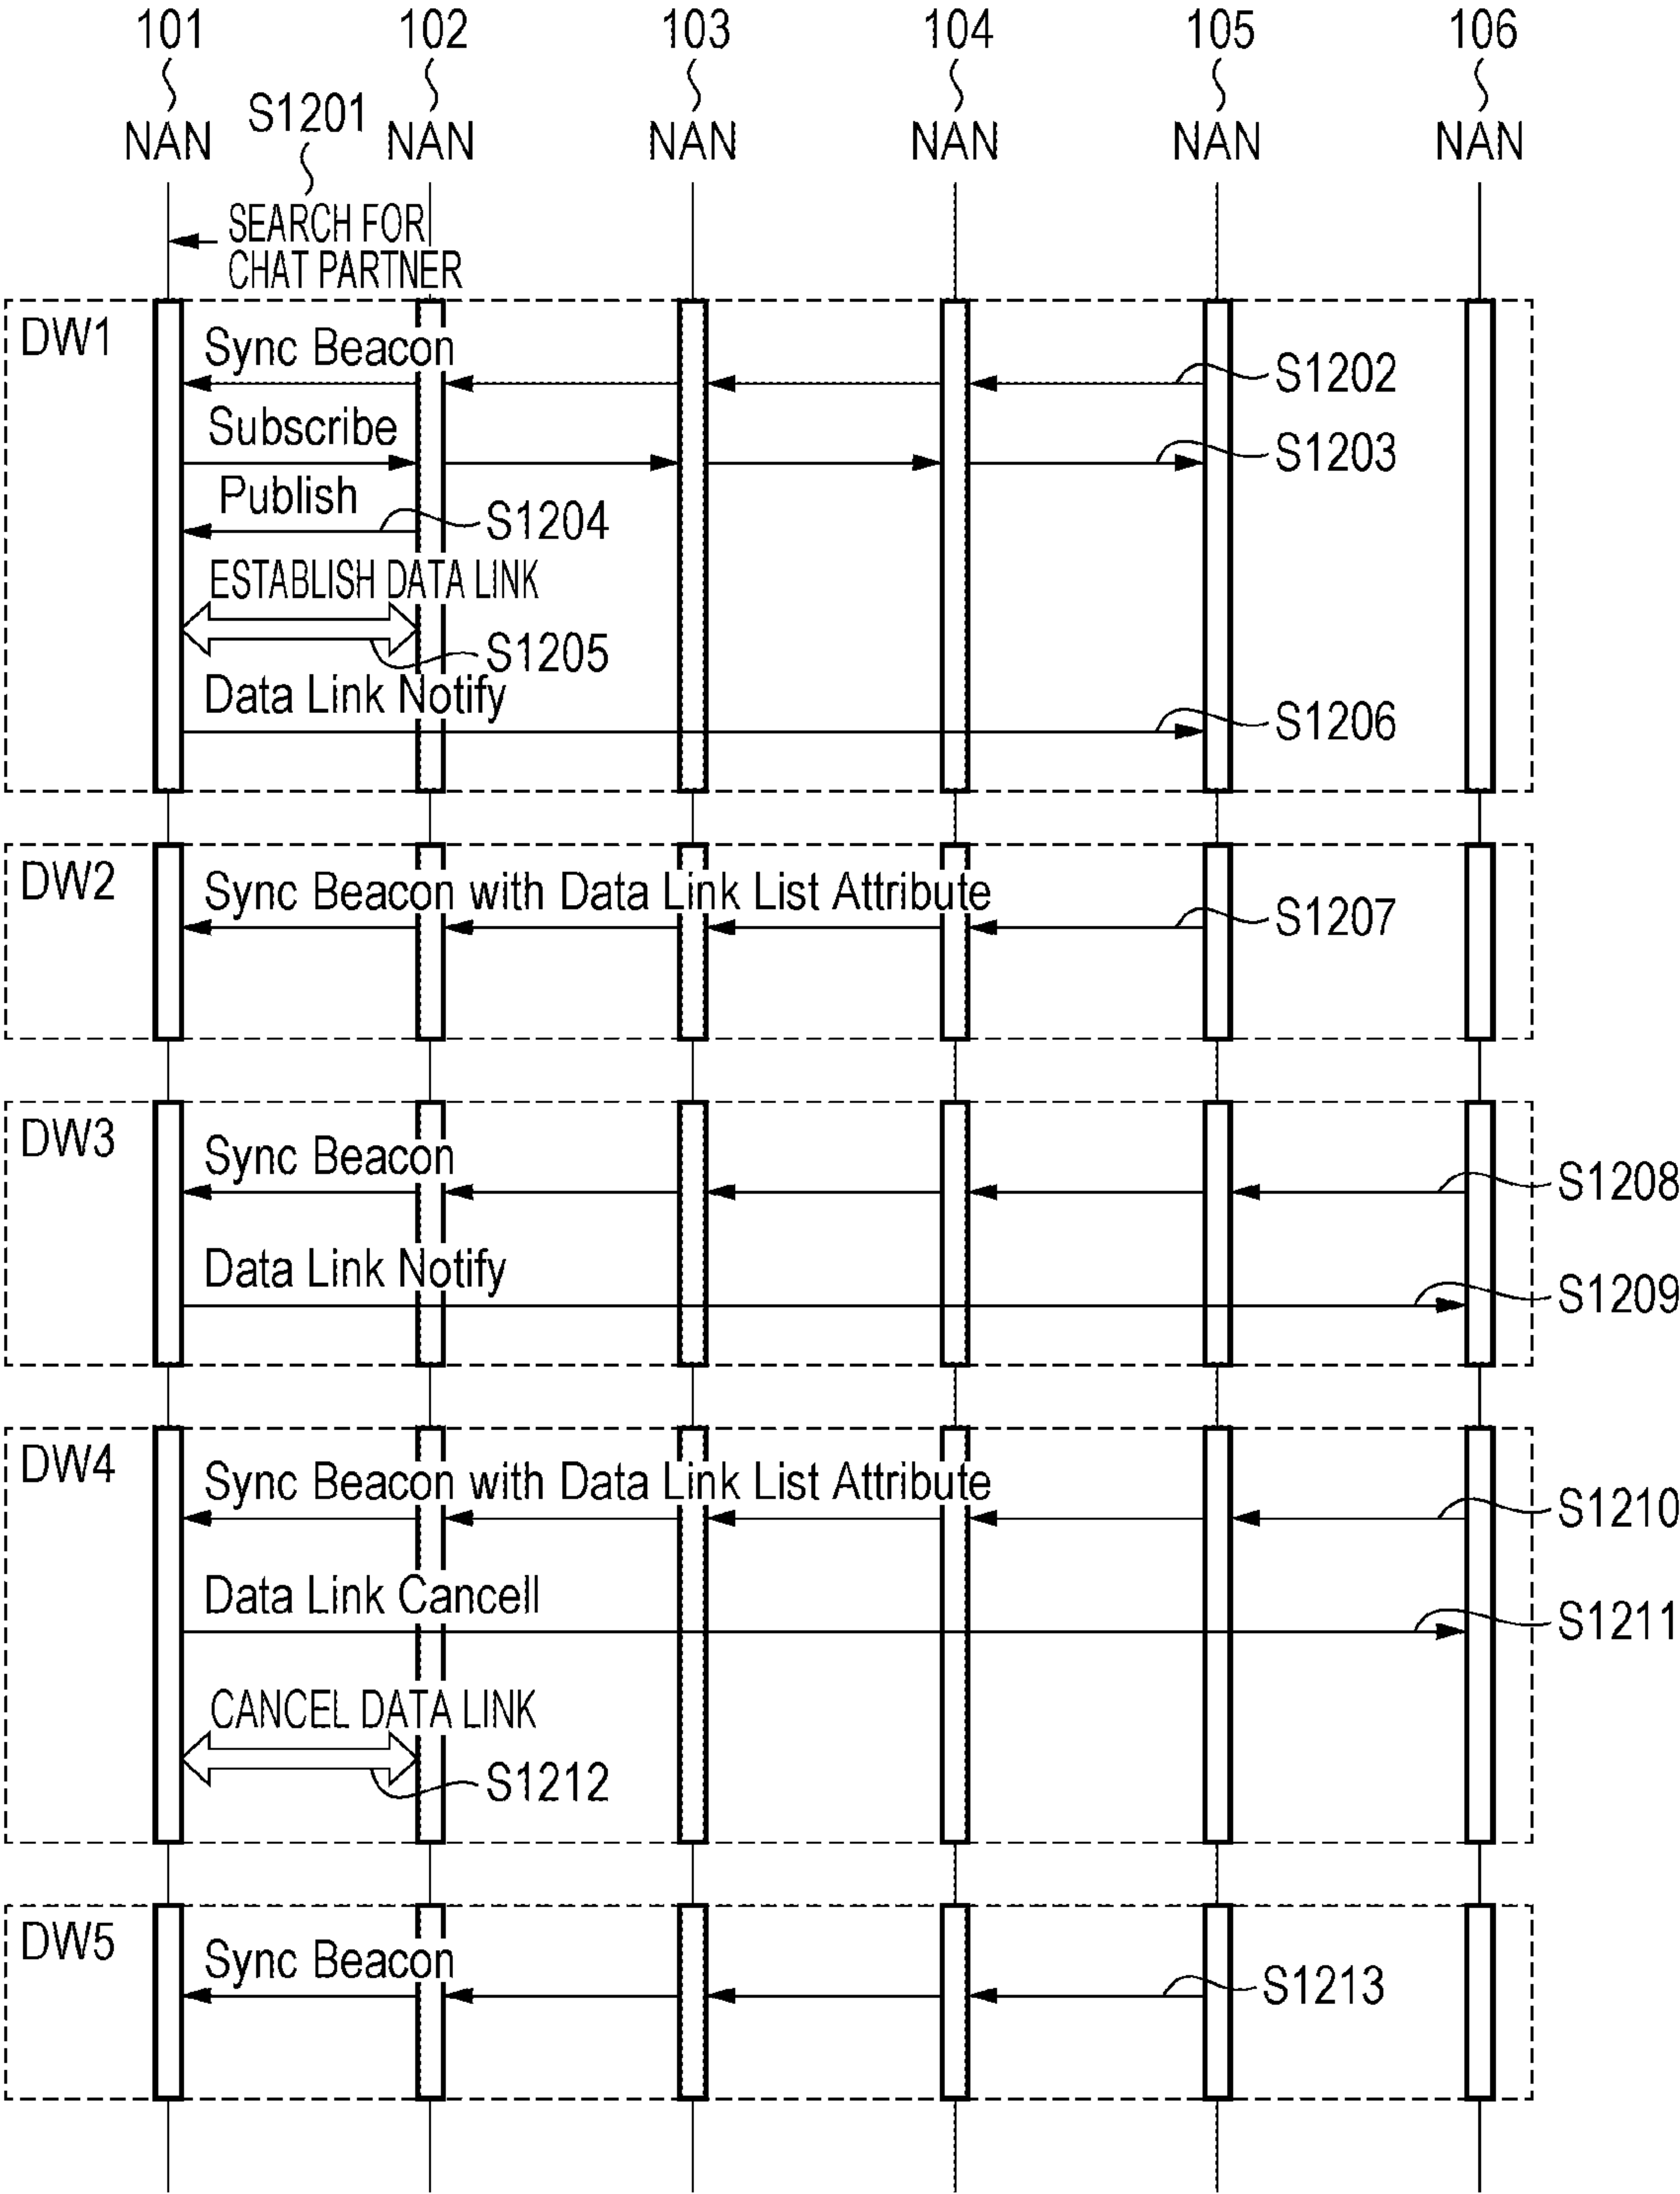 101 102 103 104 105 106
S1201
NAN NAN NAN NAN NAN NAN
SEARCH FOR
CHAT PARTNER
DW1
Sync Beacon
S1202
Subscribe
S1203
Publish
S1204
ESTABLISH DATA LINK
S1205
Data Link Notify
S1206
DW2
Sync Beacon with Data Link List Attribute
S1207
DW3
Sync Beacon
S1208
Data Link Notify
S1209
DW4
Sync Beacon with Data Link List Attribute
S1210
Data Link Cancell
S1211
CANCEL DATA LINK
S1212
DW5
Sync Beacon
S1213